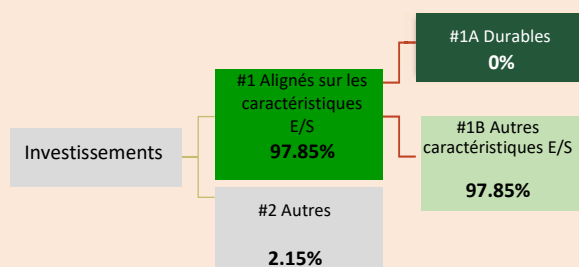 Investissements
#1 Alignés sur les
caractéristiques
E/S
97.85%
#2 Autres
2.15%
#1A Durables
0%
#1B Autres
caractéristiques E/S
97.85%